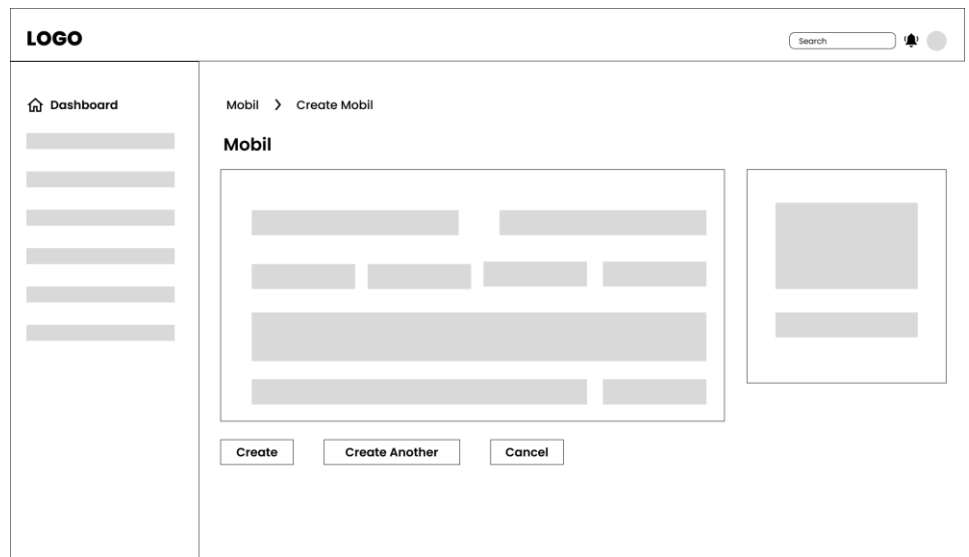 LOGO
Search
Dashboard
Mobil > Create Mobil
Mobil
Create
Create Another
Cancel